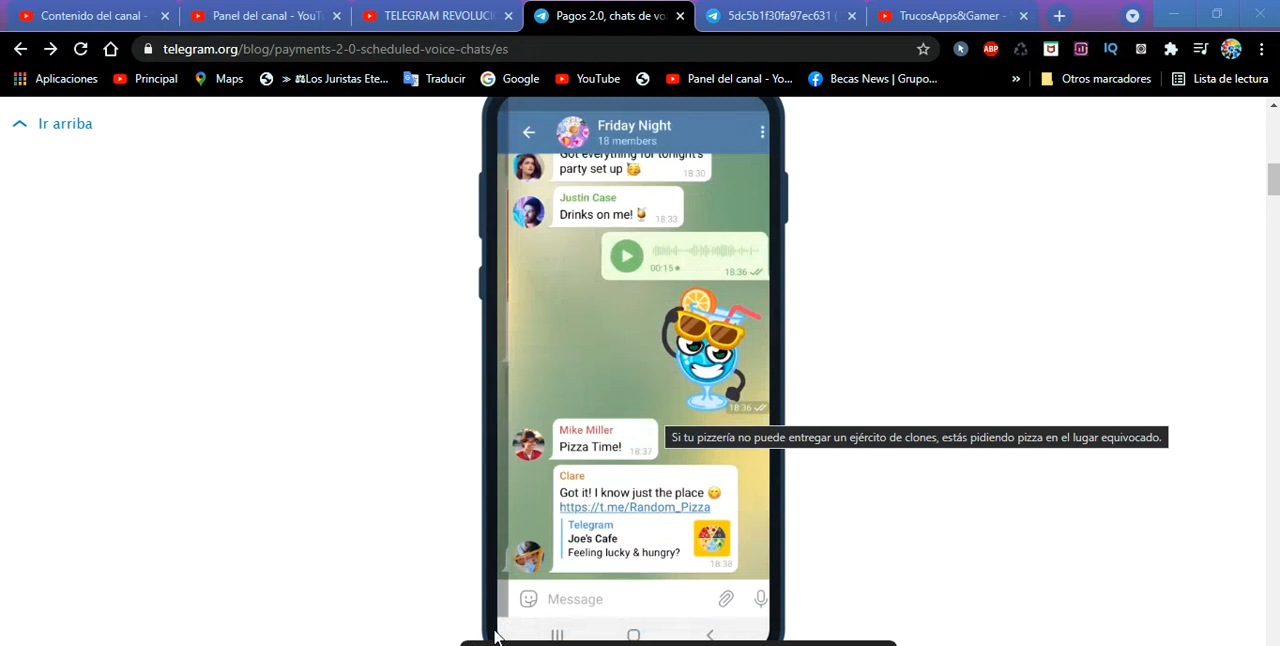 Contenido del canal -
Panel del canal - YouT
TELEGRAM REVOLUCI
Pagos 2.0, chats de vo
5dc5b1f30fa97ec631 (
TrucosApps&Gamer -
telegram.org/blog/payments-2-0-scheduled-voice-chats/es
ABP
IQ
Aplicaciones
Principal
Maps
» ⚖Los Juristas Ete...
Traducir
Google
YouTube
Panel del canal - Yo...
Becas News | Grupo...
»
Otros marcadores
Lista de lectura
Ir arriba
Friday Night
18 members
Got everything for tonight's
party set up 🥳
18:30
Justin Case
Drinks on me! 🍹
18:33
00:15
18:36
18:36
Mike Miller
Pizza Time!
18:37
Si tu pizzería no puede entregar un ejército de clones, estás pidiendo pizza en el lugar equivocado.
Clare
Got it! I know just the place 😋
https://t.me/Random_Pizza
Telegram
Joe's Cafe
Feeling lucky & hungry?
18:38
Message